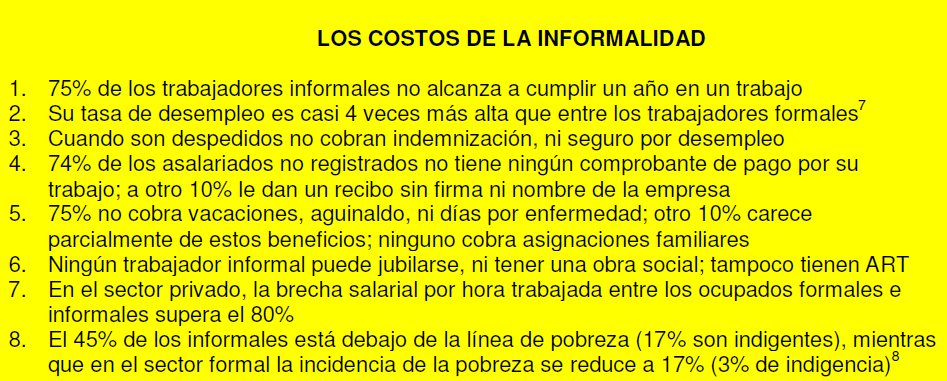 LOS COSTOS DE LA INFORMALIDAD
1. 75% de los trabajadores informales no alcanza a cumplir un año en un trabajo
2. Su tasa de desempleo es casi 4 veces más alta que entre los trabajadores formales7
3. Cuando son despedidos no cobran indemnización, ni seguro por desempleo
4. 74% de los asalariados no registrados no tiene ningún comprobante de pago por su
trabajo; a otro 10% le dan un recibo sin firma ni nombre de la empresa
5. 75% no cobra vacaciones, aguinaldo, ni días por enfermedad; otro 10% carece
parcialmente de estos beneficios; ninguno cobra asignaciones familiares
6. Ningún trabajador informal puede jubilarse, ni tener una obra social; tampoco tienen ART
7. En el sector privado, la brecha salarial por hora trabajada entre los ocupados formales e
informales supera el 80%
8. El 45% de los informales está debajo de la línea de pobreza (17% son indigentes), mientras
que en el sector formal la incidencia de la pobreza se reduce a 17% (3% de indigencia)8